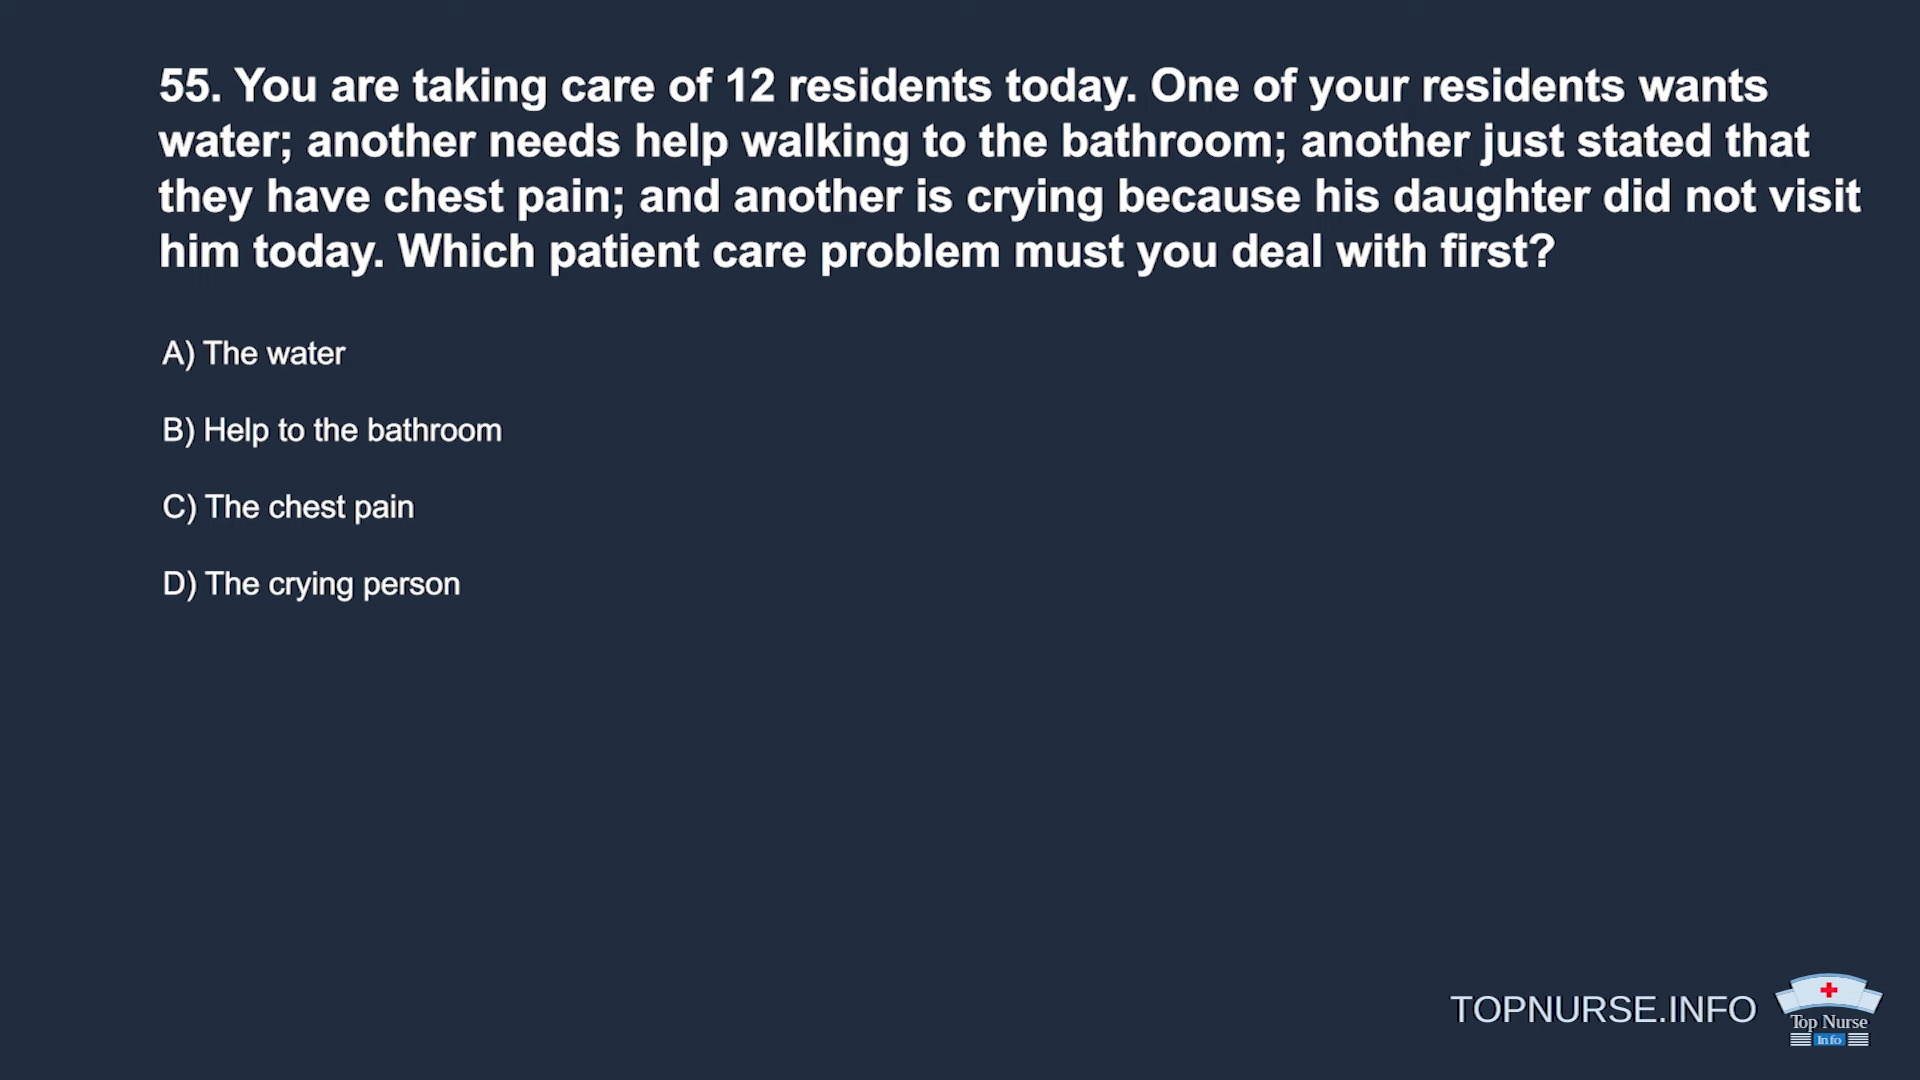 55. You are taking care of 12 residents today. One of your residents wants
water; another needs help walking to the bathroom; another just stated that
they have chest pain; and another is crying because his daughter did not visit
him today. Which patient care problem must you deal with first?
A) The water
B) Help to the bathroom
C) The chest pain
D) The crying person
TOPNURSE.INFO
Top Nurse
Info